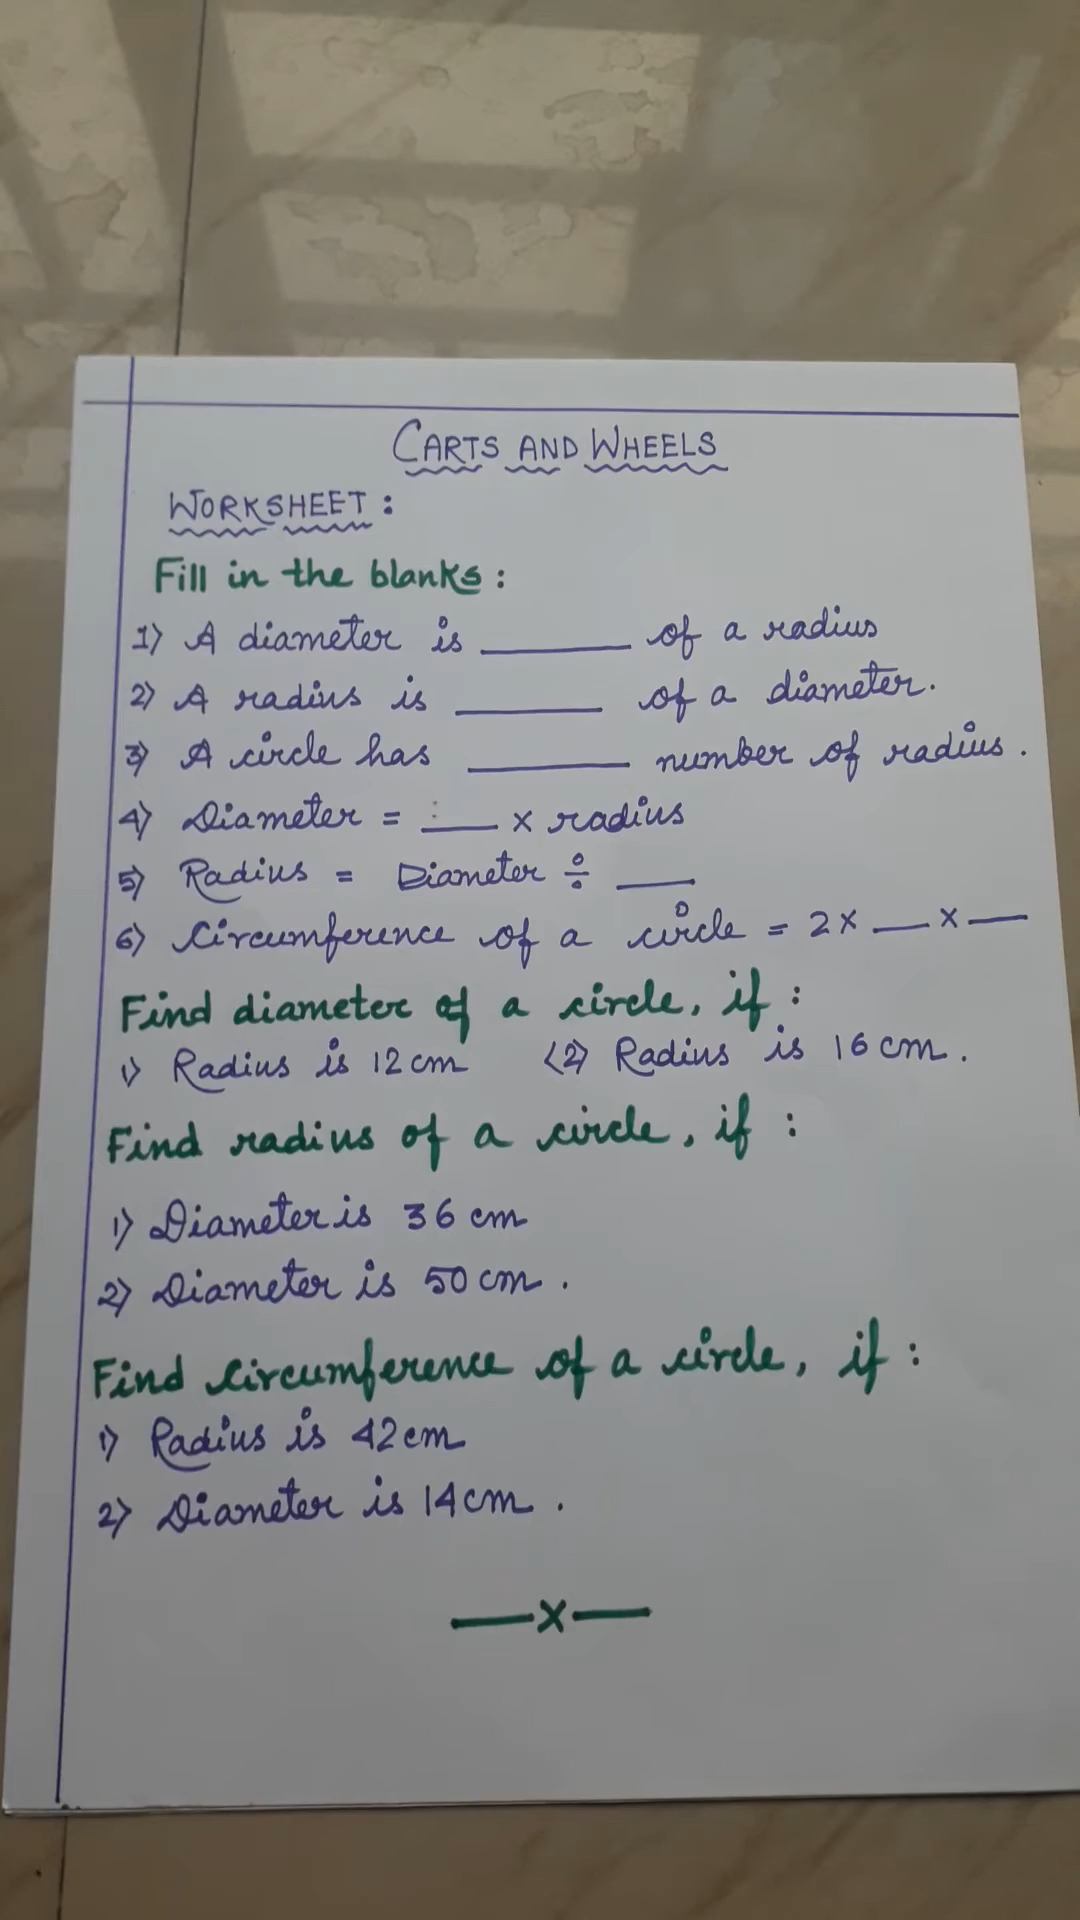 CARTS AND WHEELS
WORKSHEET :
Fill in the blanks :
1) A diameter is ______ of a radius
2) A radius is ______ of a diameter.
3) A circle has ______ number of radius.
4) Diameter = ___ x radius
5) Radius = Diameter ÷ ___
6) Circumference of a circle = 2 x __ x __
Find diameter of a circle, if :
1) Radius is 12 cm (2) Radius is 16 cm.
Find radius of a circle, if :
1) Diameter is 36 cm
2) Diameter is 50 cm.
Find circumference of a circle, if :
1) Radius is 42 cm
2) Diameter is 14 cm.
—x—